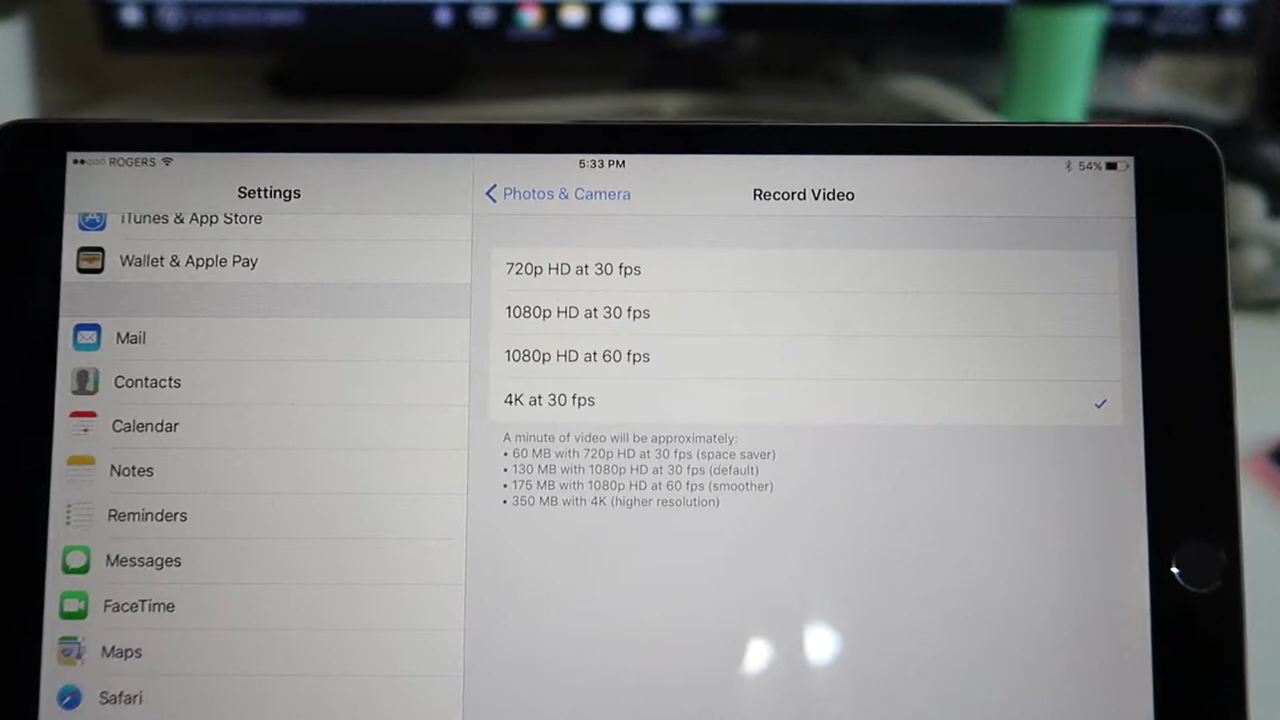 ROGERS
5:33 PM
54%
Settings
Photos & Camera
Record Video
iTunes & App Store
Wallet & Apple Pay
Mail
Contacts
Calendar
Notes
Reminders
Messages
FaceTime
Maps
Safari
720p HD at 30 fps
1080p HD at 30 fps
1080p HD at 60 fps
4K at 30 fps
A minute of video will be approximately:
• 60 MB with 720p HD at 30 fps (space saver)
• 130 MB with 1080p HD at 30 fps (default)
• 175 MB with 1080p HD at 60 fps (smoother)
• 350 MB with 4K (higher resolution)